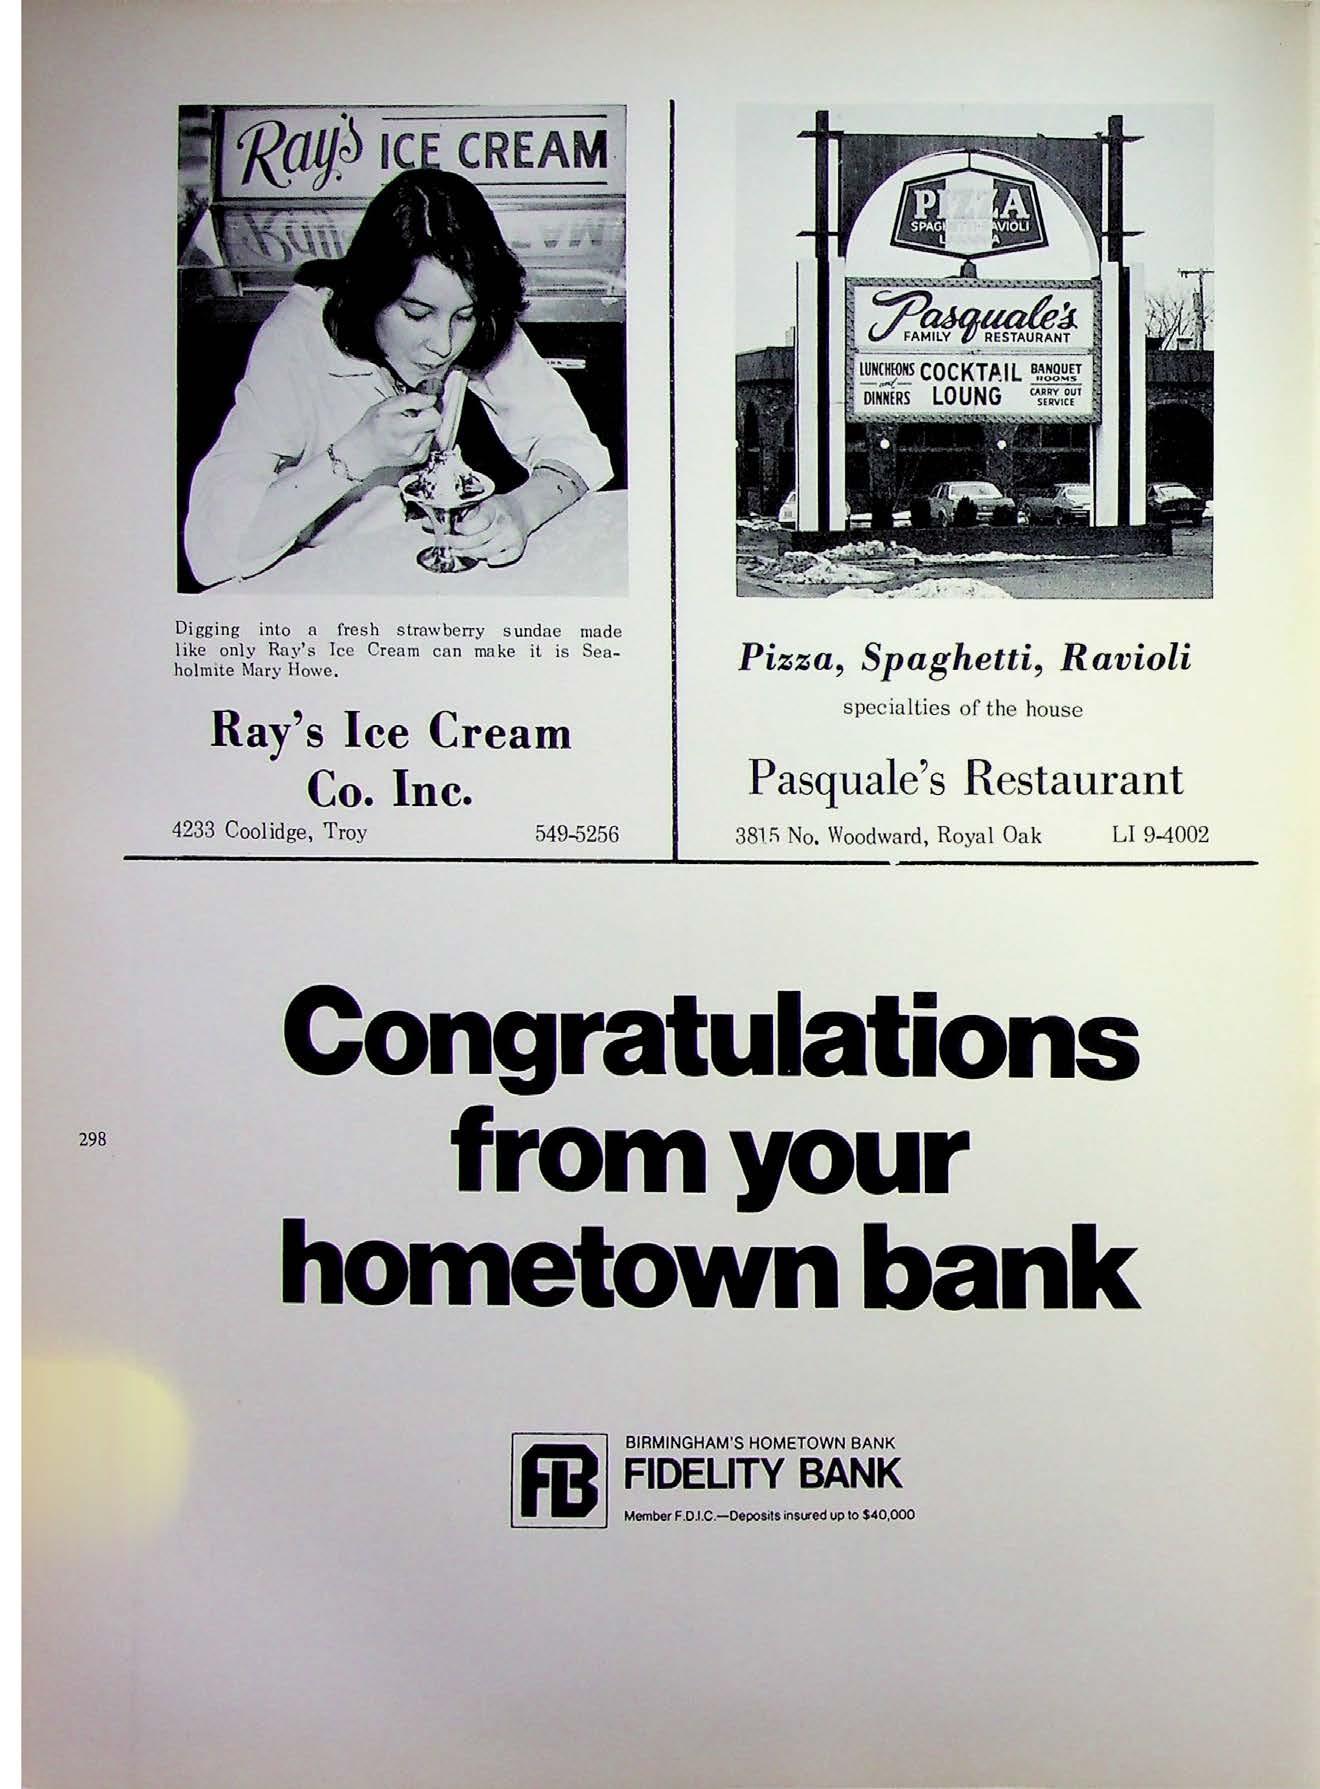 Ray's ICE CREAM
Digging into a fresh strawberry sundae made
like only Ray's Ice Cream can make it is Sea-
holmite Mary Howe.
Ray's Ice Cream
Co. Inc.
4233 Coolidge, Troy 549-5256
PIZZA
SPAGHETTI RAVIOLI
Pasquale's
FAMILY RESTAURANT
LUNCHEONS and DINNERS
COCKTAIL LOUNG
BANQUET ROOMS
CARRY OUT SERVICE
Pizza, Spaghetti, Ravioli
specialties of the house
Pasquale's Restaurant
3815 No. Woodward, Royal Oak LI 9-4002
Congratulations
from your
hometown bank
298
FB
BIRMINGHAM'S HOMETOWN BANK
FIDELITY BANK
Member F.D.I.C.—Deposits insured up to $40,000